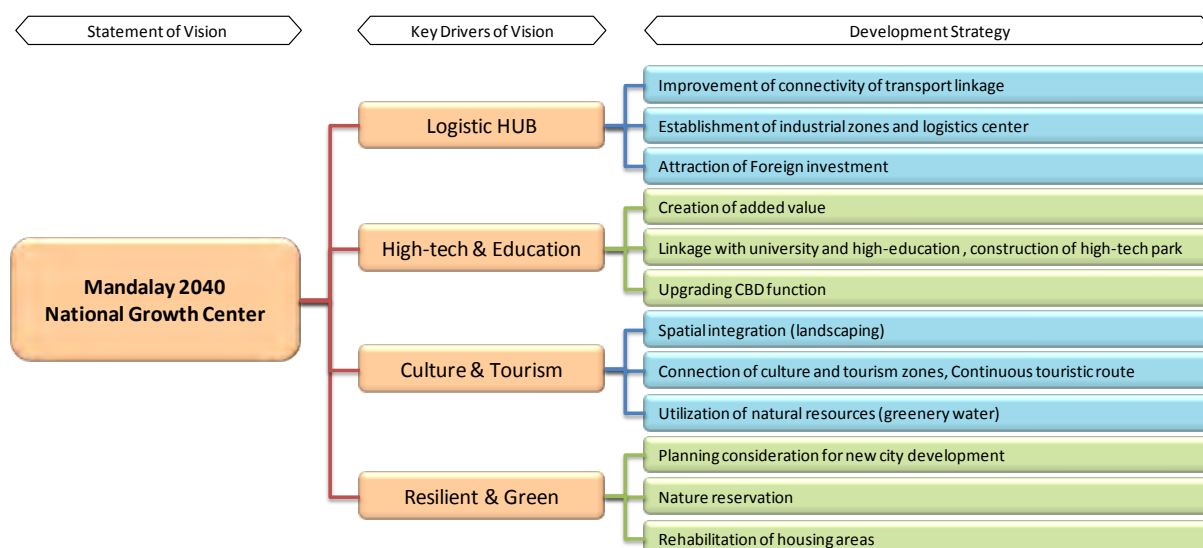 Statement of Vision
Key Drivers of Vision
Development Strategy
Mandalay 2040
National Growth Center
Logistic HUB
Improvement of connectivity of transport linkage
Establishment of industrial zones and logistics center
Attraction of Foreign investment
High-tech & Education
Creation of added value
Linkage with university and high-education , construction of high-tech park
Upgrading CBD function
Culture & Tourism
Spatial integration (landscaping)
Connection of culture and tourism zones, Continuous touristic route
Utilization of natural resources (greenery water)
Resilient & Green
Planning consideration for new city development
Nature reservation
Rehabilitation of housing areas